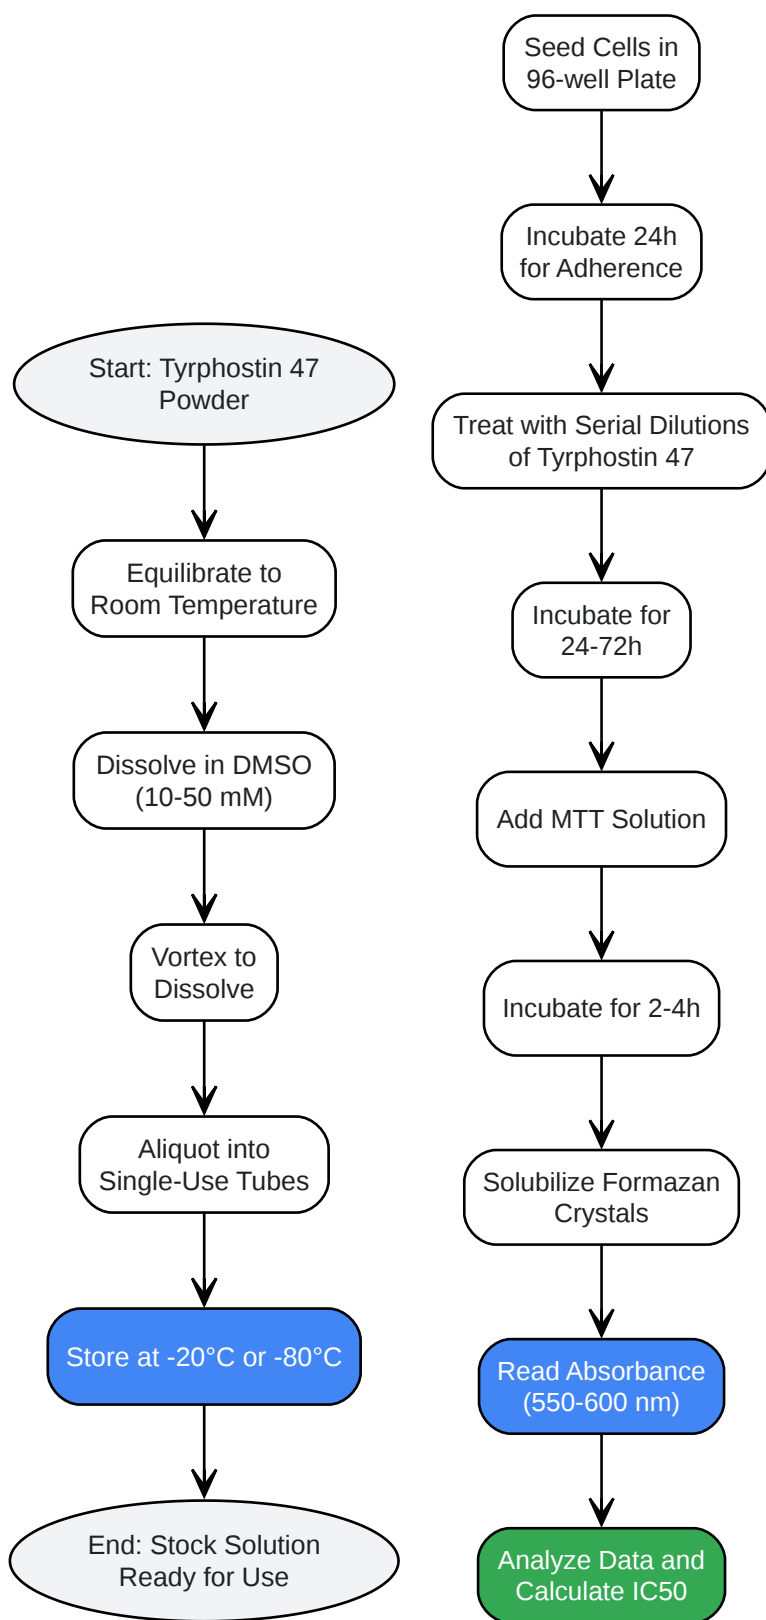 Start: Tyrphostin 47
Powder
Equilibrate to
Room Temperature
Dissolve in DMSO
(10-50 mM)
Vortex to
Dissolve
Aliquot into
Single-Use Tubes
Store at -20°C or -80°C
End: Stock Solution
Ready for Use
Seed Cells in
96-well Plate
Incubate 24h
for Adherence
Treat with Serial Dilutions
of Tyrphostin 47
Incubate for
24-72h
Add MTT Solution
Incubate for 2-4h
Solubilize Formazan
Crystals
Read Absorbance
(550-600 nm)
Analyze Data and
Calculate IC50